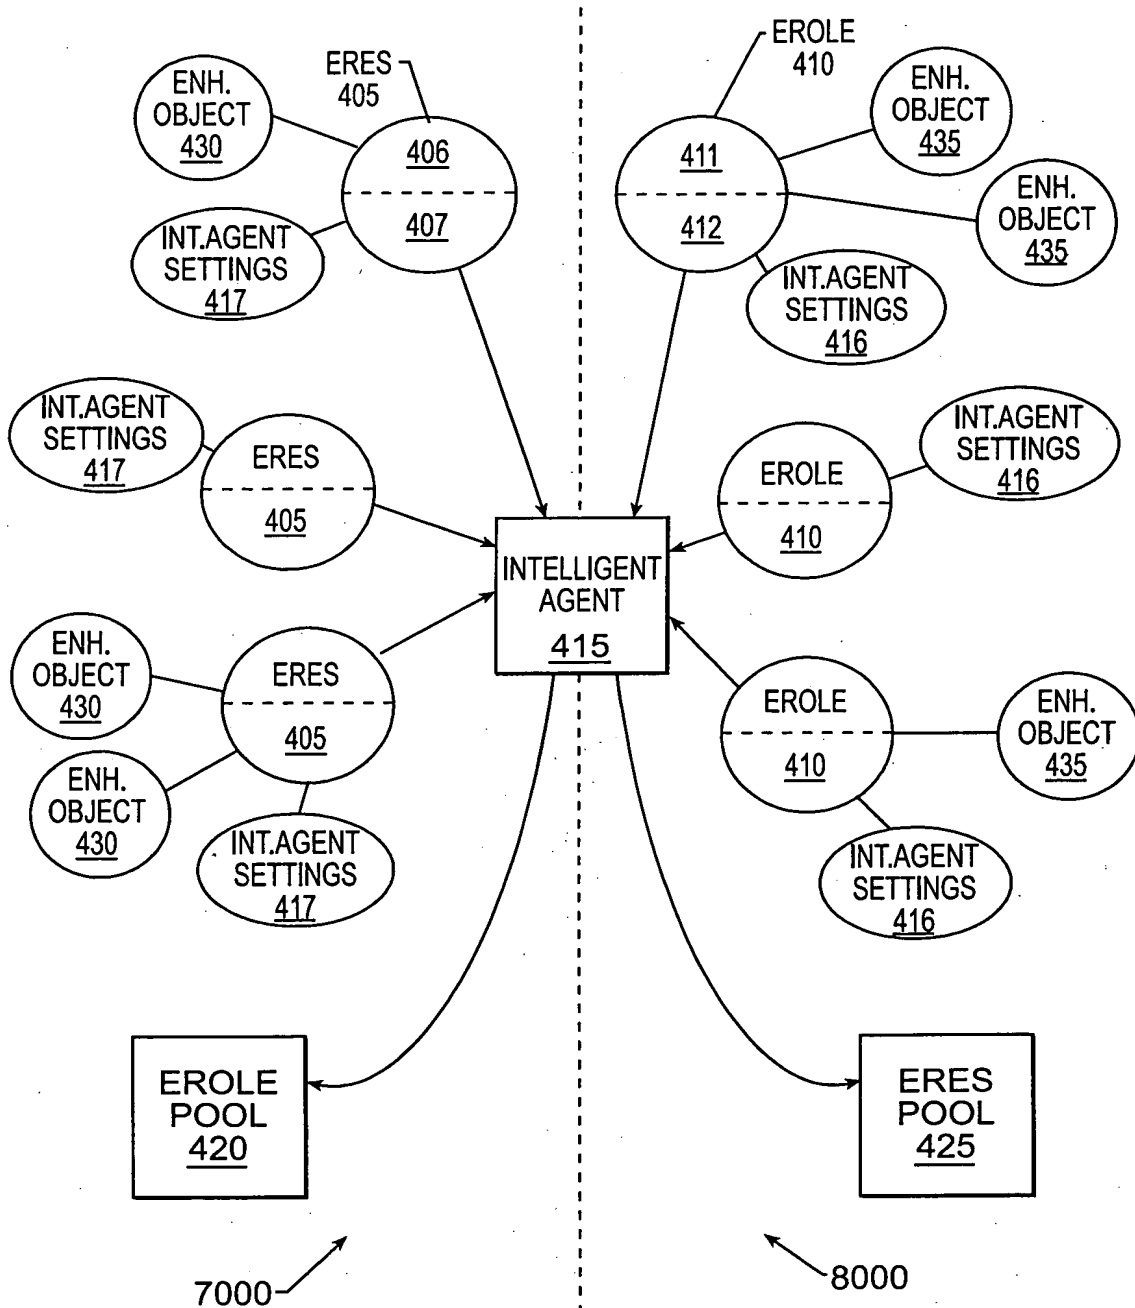 ENH.
OBJECT
430
ERES
405
406
407
INT.AGENT
SETTINGS
417
EROLE
410
411
412
ENH.
OBJECT
435
ENH.
OBJECT
435
INT.AGENT
SETTINGS
416
INT.AGENT
SETTINGS
417
ERES
405
EROLE
410
INT.AGENT
SETTINGS
416
INTELLIGENT
AGENT
415
ENH.
OBJECT
430
ERES
405
ENH.
OBJECT
430
INT.AGENT
SETTINGS
417
EROLE
410
ENH.
OBJECT
435
INT.AGENT
SETTINGS
416
EROLE
POOL
420
ERES
POOL
425
7000
8000